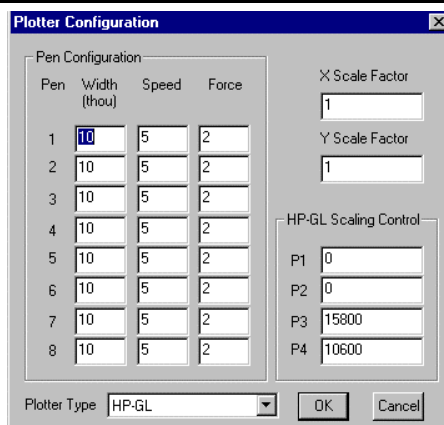 Plotter Configuration
Pen Configuration
Pen Width (thou) Speed Force
1 10 5 2
2 10 5 2
3 10 5 2
4 10 5 2
5 10 5 2
6 10 5 2
7 10 5 2
8 10 5 2
X Scale Factor
1
Y Scale Factor
1
HP-GL Scaling Control
P1 0
P2 0
P3 15800
P4 10600
Plotter Type HP-GL OK Cancel